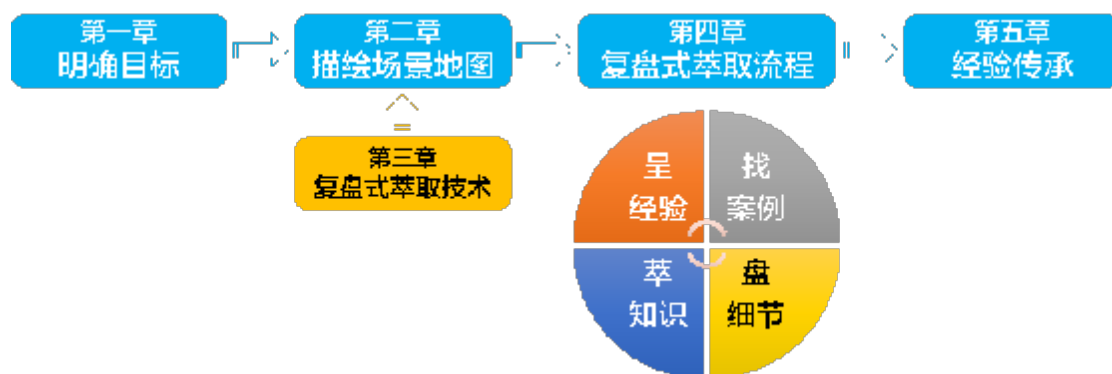 第一章
明确目标
第二章
描绘场景地图
第四章
复盘式萃取流程
第五章
经验传承
第三章
复盘式萃取技术
呈
经验
找
案例
萃
知识
盘
细节